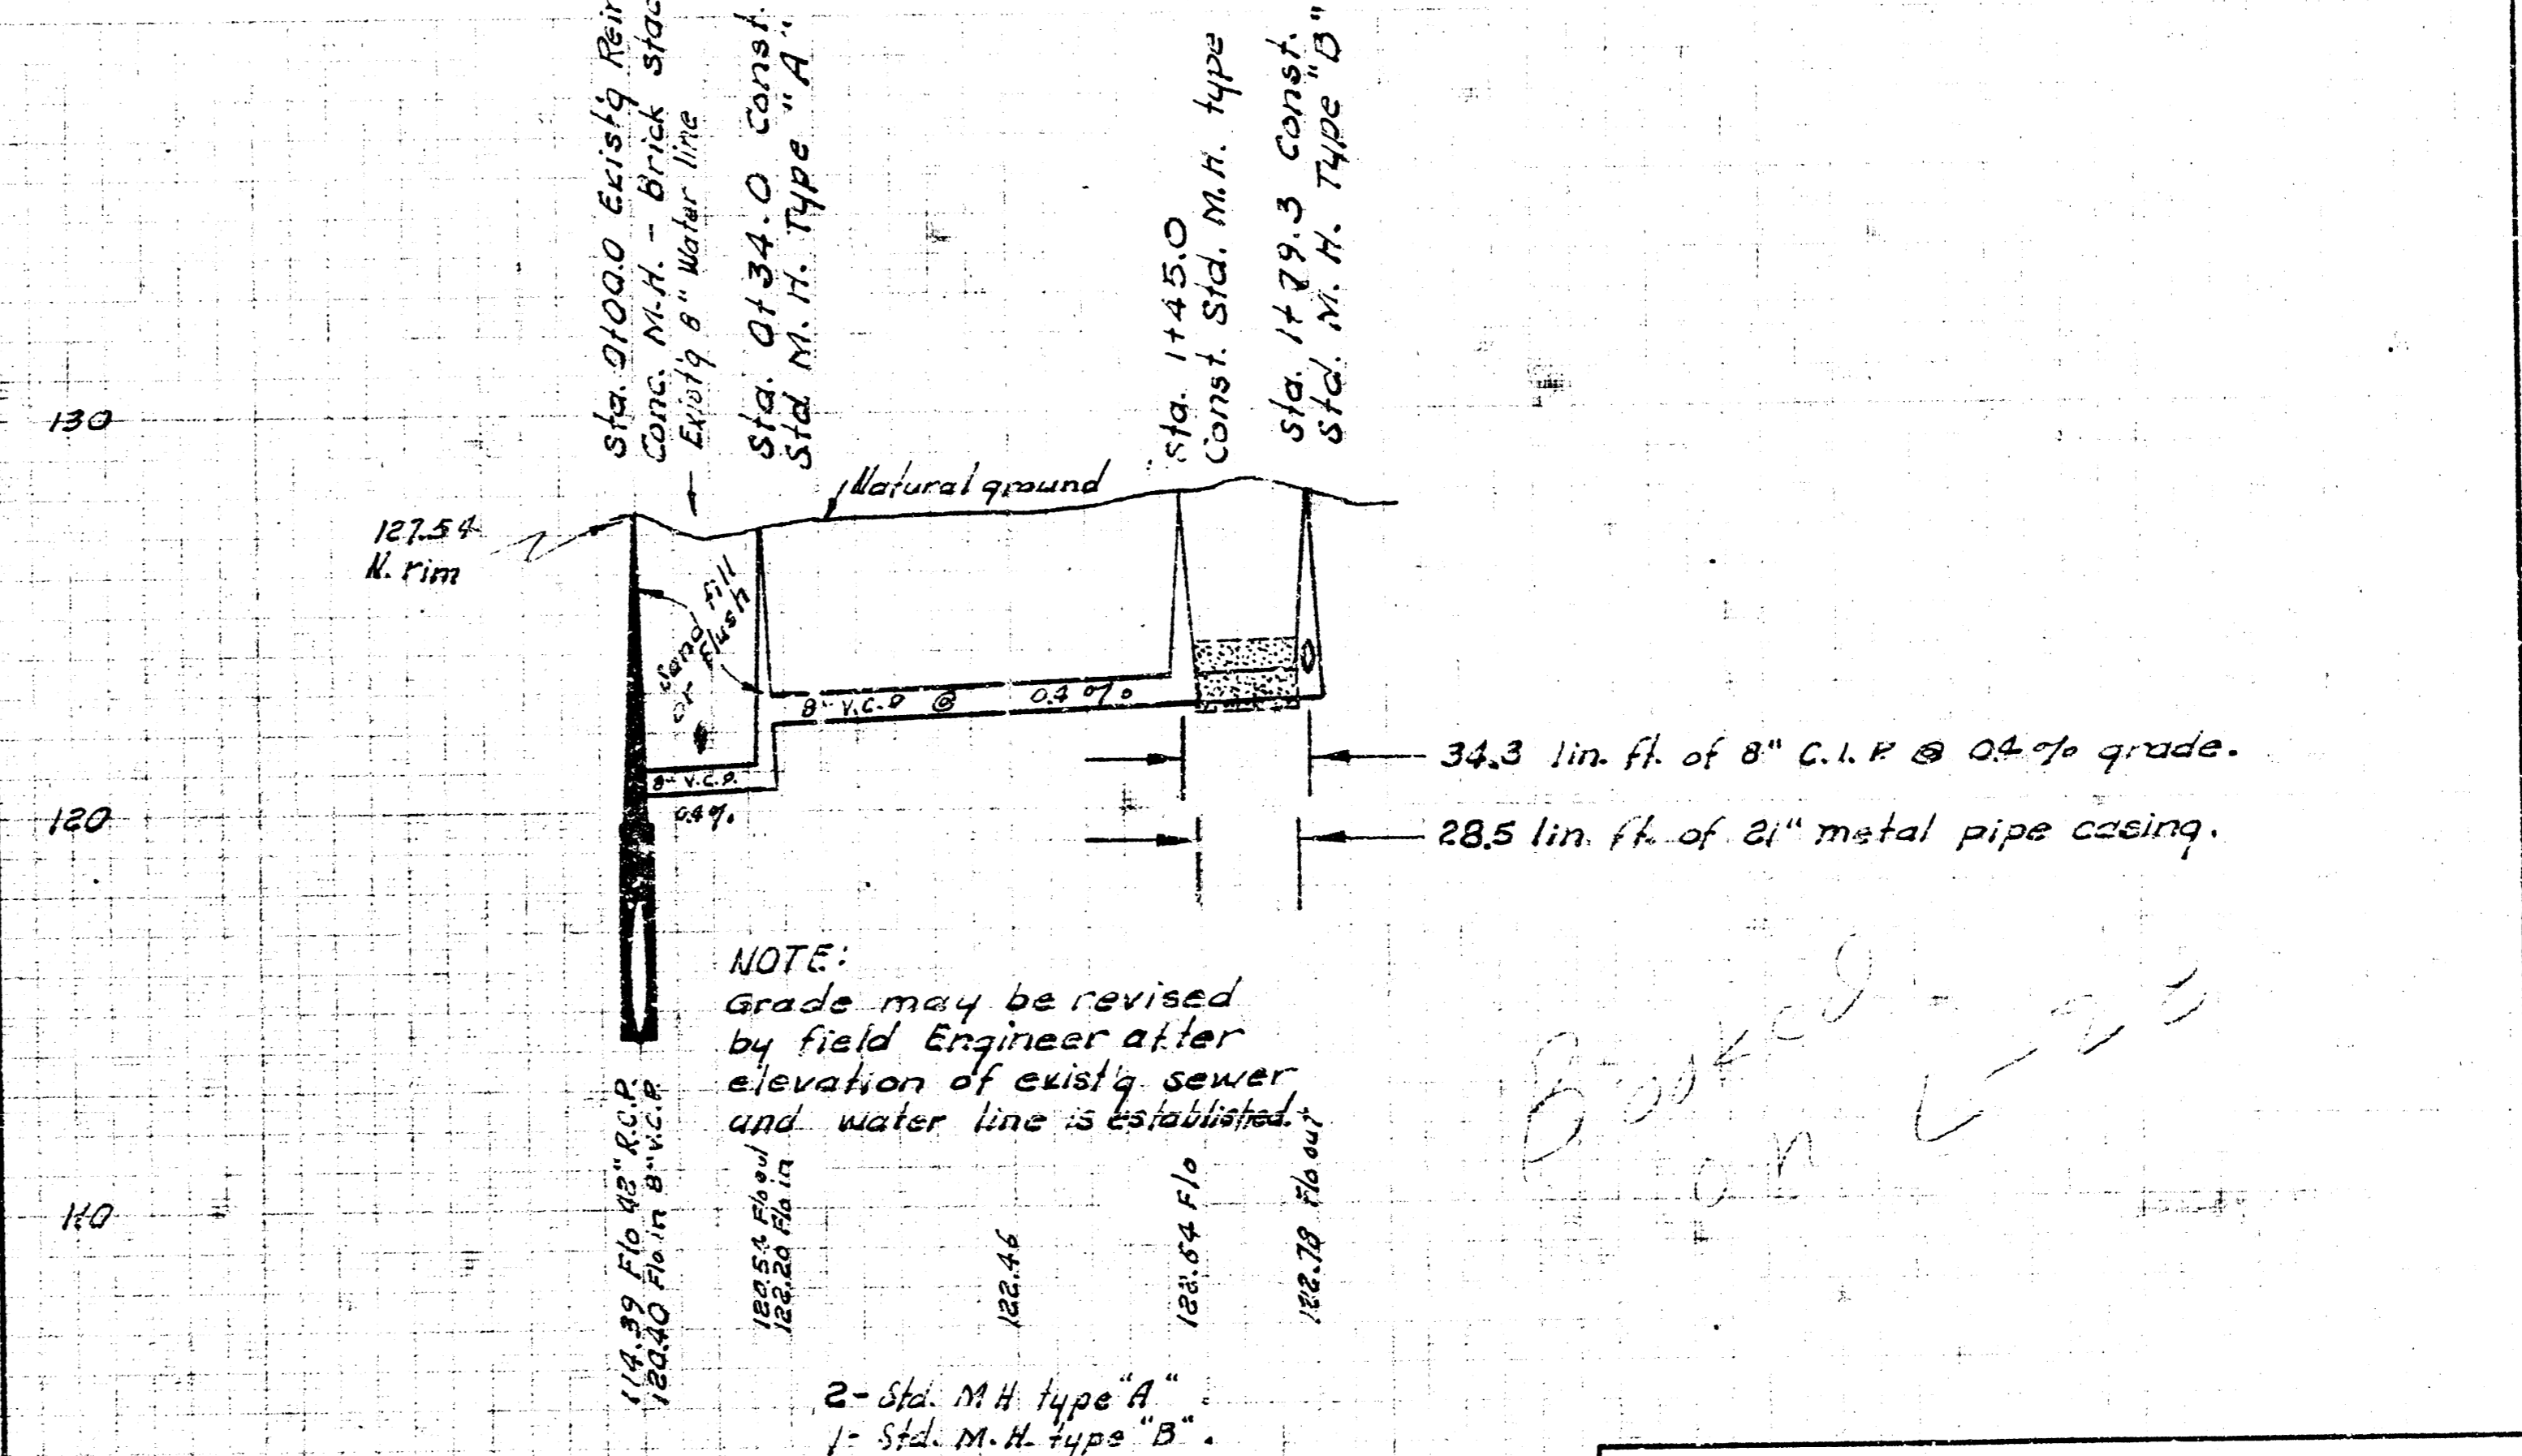 Sta. 0+00.0 Exist'g Rein
Conc. M.H. - Brick stac
Exist'g 8" Water line
Sta. 0+34.0 Const.
Std M.H. Type "A".
Sta. 1+45.0
Const. Std. M.H. type
Sta. 1+79.3 Const.
Std. M.H. Type "B"
130
Natural ground
127.54
N. rim
Sand Fill
or Flush
8" V.C.P. @ 0.4 %
8" V.C.P.
0.4%
34.3 lin. ft. of 8" C.I.P. @ 0.4 % grade.
120
28.5 lin. ft. of 21" metal pipe casing.
NOTE:
Grade may be revised
by field Engineer after
elevation of exist'g sewer
and water line is established.
on
110
114.39 Flo 42" R.C.P.
120.40 Flo in 8" V.C.P.
120.54 Flo out
122.20 Flo in
122.46
122.64 Flo
122.78 Flo out
2- Std. M H type "A" .
1- Std. M.H. type "B" .